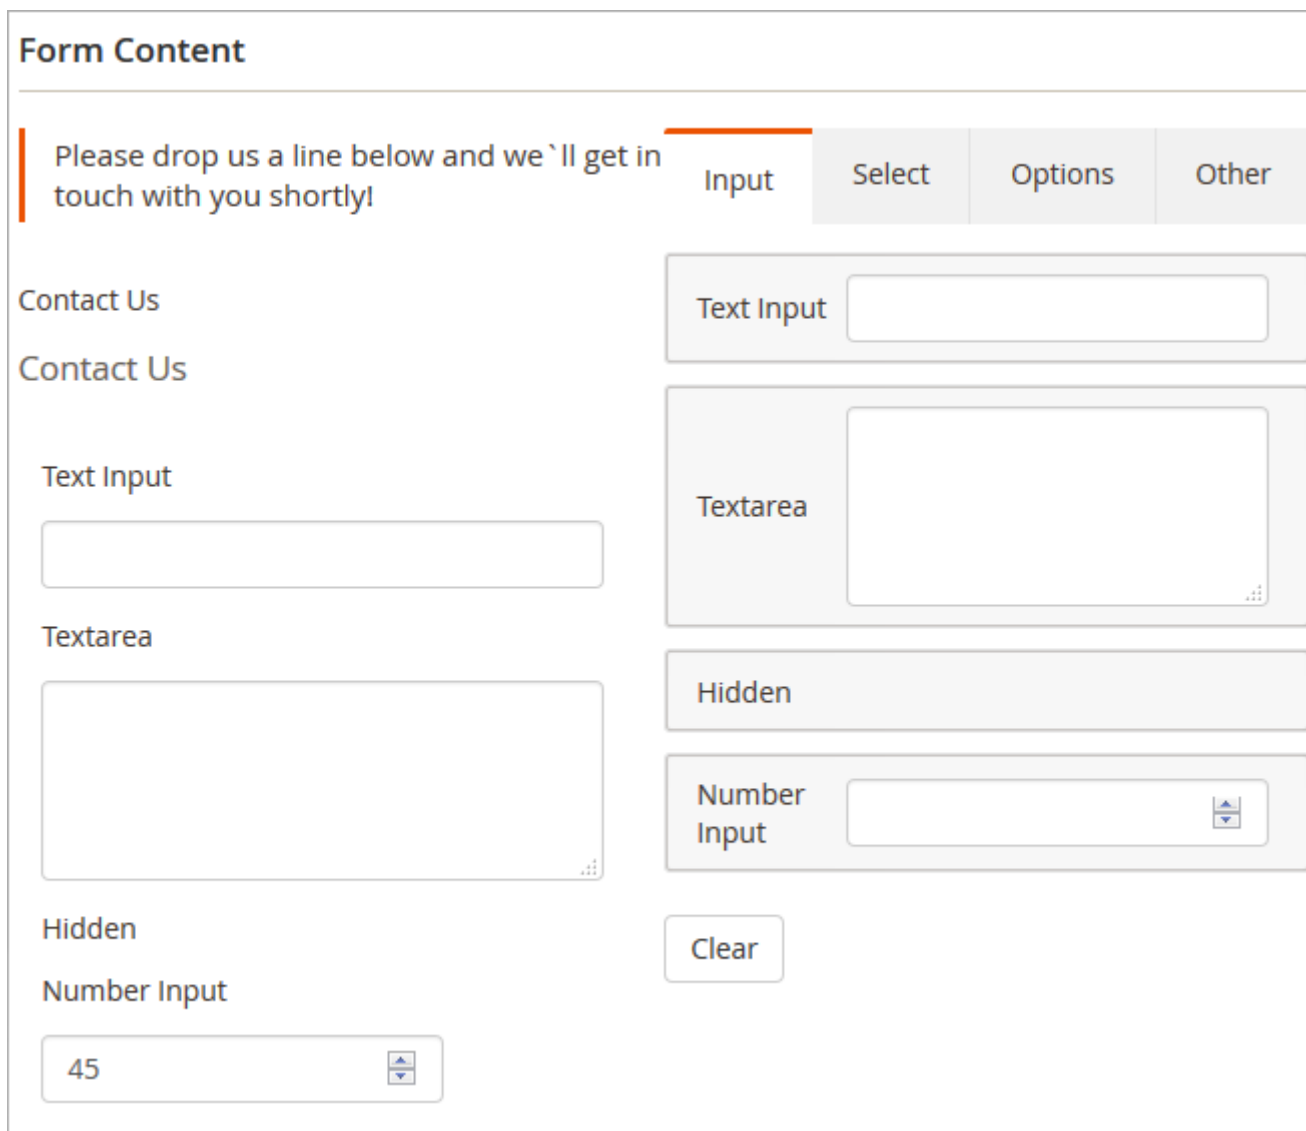 Form Content
Please drop us a line below and we`ll get in
touch with you shortly!
Contact Us
Contact Us
Text Input
Textarea
Hidden
Number Input
45
Input
Select
Options
Other
Text Input
Textarea
Hidden
Number
Input
Clear